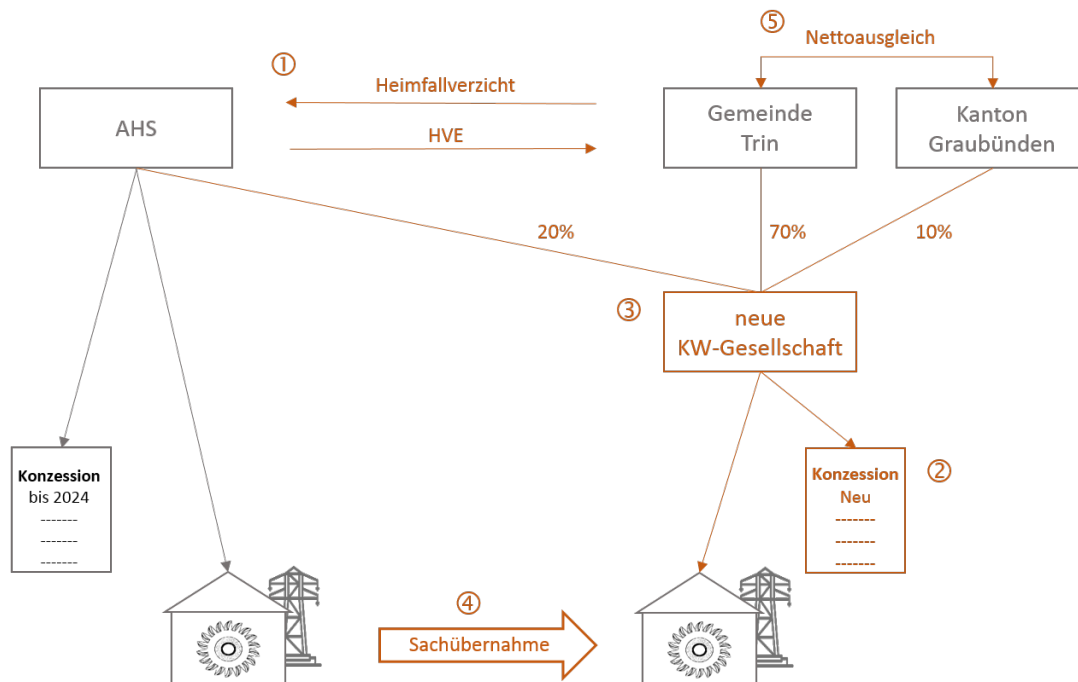 ⑤
Nettoausgleich
①
Heimfallverzicht
AHS
HVE
Gemeinde
Trin
Kanton
Graubünden
20%
70%
10%
③
neue
KW-Gesellschaft
Konzession
bis 2024
-------
-------
-------
②
Konzession
Neu
-------
-------
-------
④
Sachübernahme